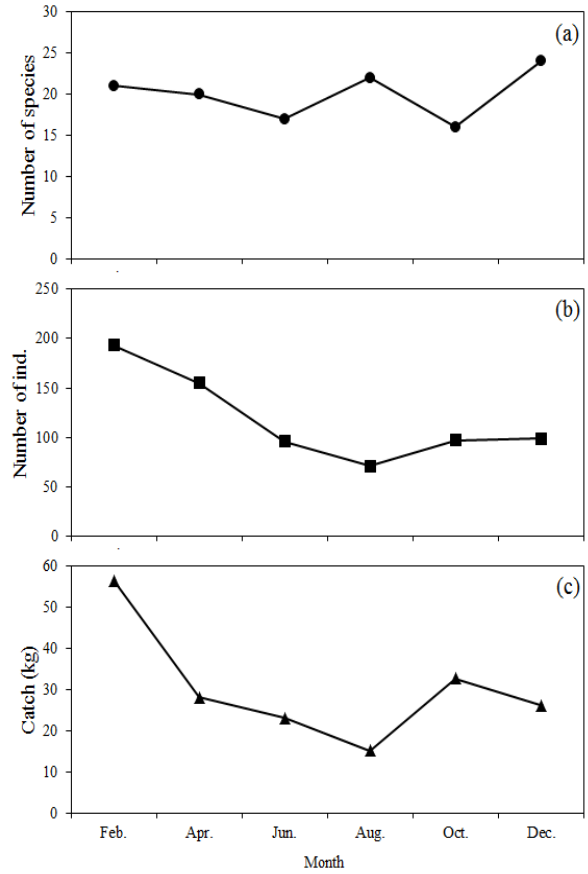 30
(a)
25
20
15
10
5
0
Number of species
250
(b)
200
150
100
50
0
Number of ind.
60
(c)
50
40
30
20
10
0
Catch (kg)
Feb. Apr. Jun. Aug. Oct. Dec.
Month